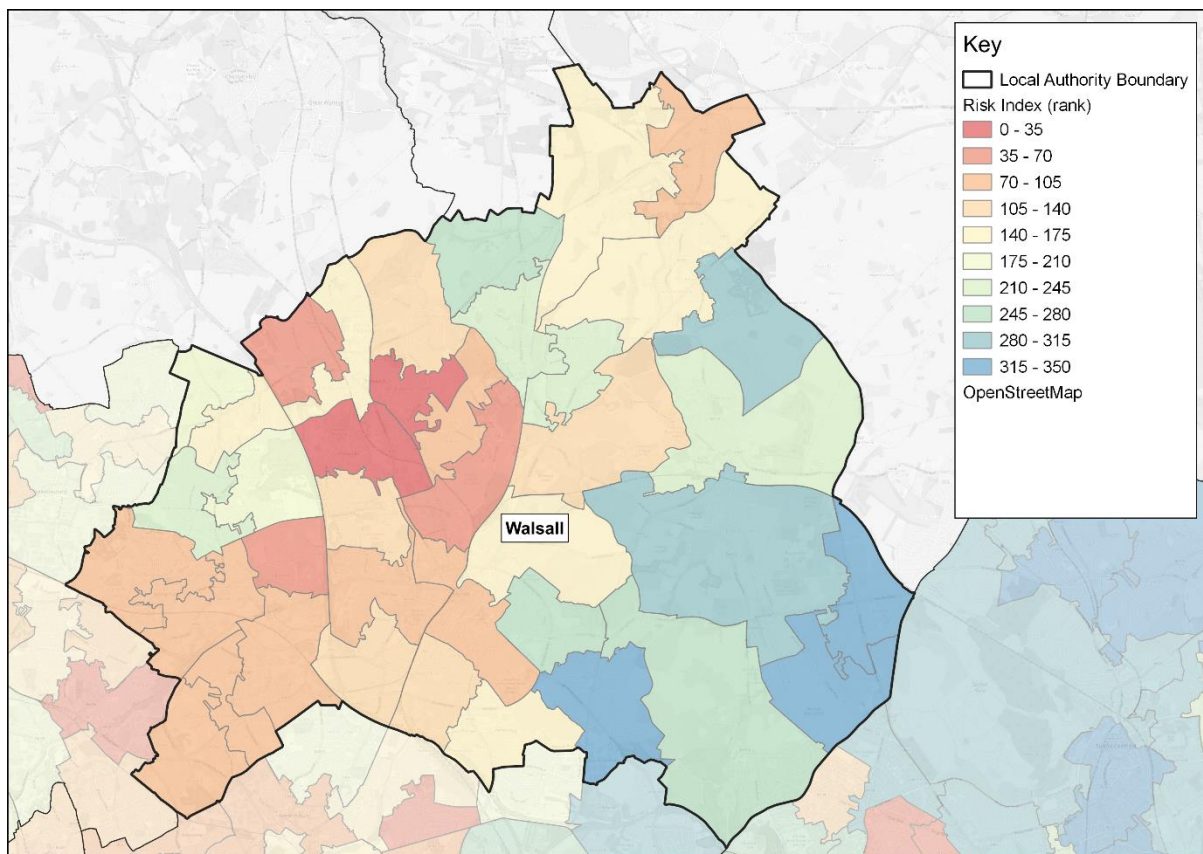 Key
Local Authority Boundary
Risk Index (rank)
0 - 35
35 - 70
70 - 105
105 - 140
140 - 175
175 - 210
210 - 245
245 - 280
280 - 315
315 - 350
OpenStreetMap
Walsall